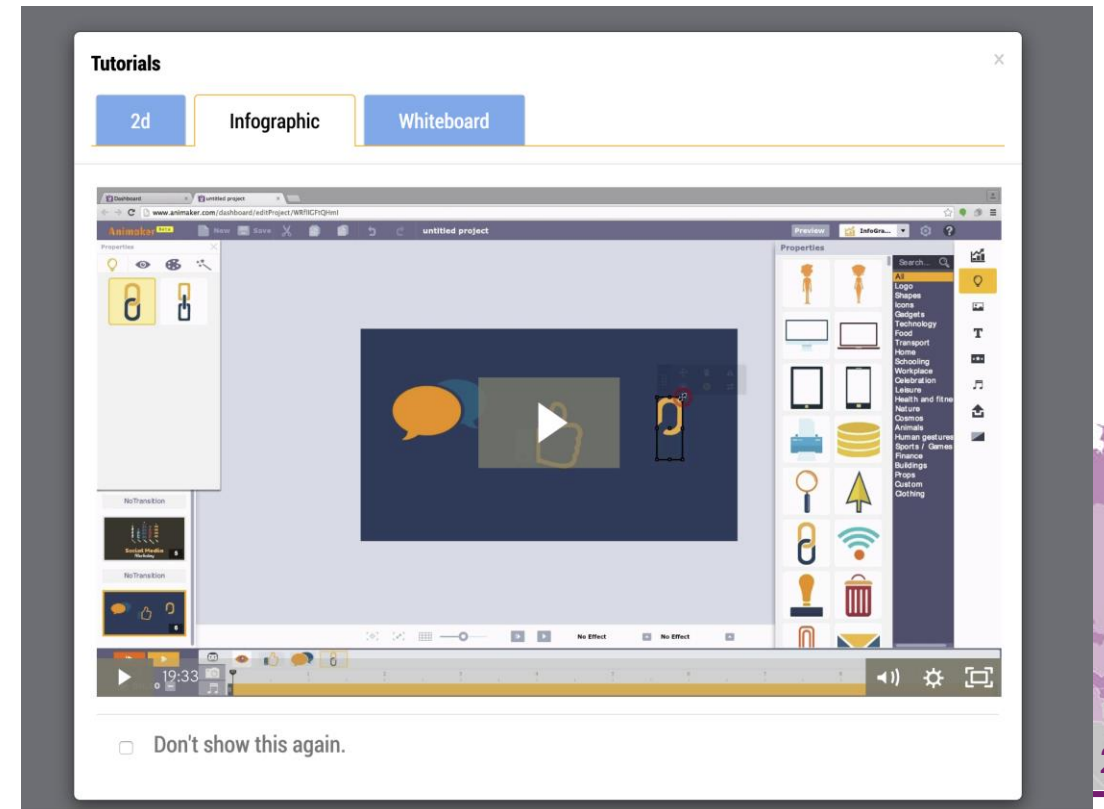 Tutorials
2d
Infographic
Whiteboard
Dashboard
untitled project
www.animaker.com/dashboard/editProject/
Animaker Beta
New
Save
untitled project
Preview
InfoGra...
Properties
Properties
Search...
All
Logo
Shapes
Icons
Gadgets
Technology
Food
Transport
Home
Schooling
Workplace
Celebration
Leisure
Health and fitne
Nature
Cosmos
Animals
Human gestures
Sports / Games
Finance
Buildings
Props
Custom
Clothing
NoTransition
Social Media
NoTransition
No Effect
No Effect
19:33
Don't show this again.